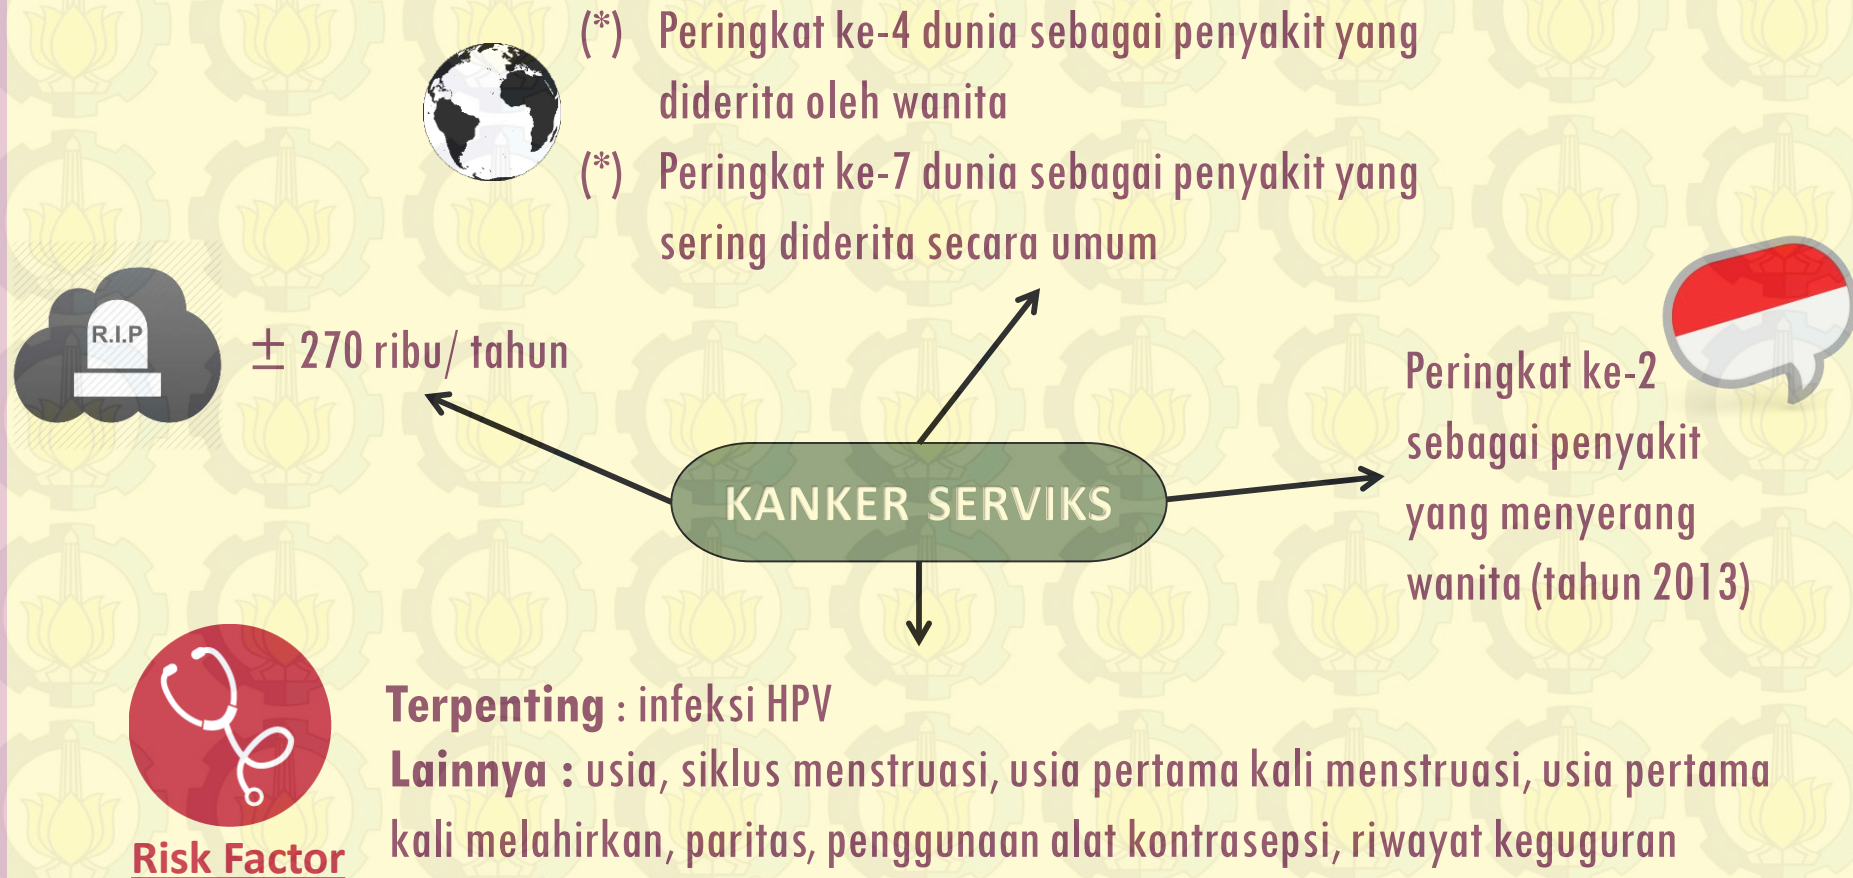 (*) Peringkat ke-4 dunia sebagai penyakit yang
diderita oleh wanita
(*) Peringkat ke-7 dunia sebagai penyakit yang
sering diderita secara umum
R.I.P
± 270 ribu/ tahun
Peringkat ke-2
sebagai penyakit
yang menyerang
wanita (tahun 2013)
KANKER SERVIKS
Terpenting : infeksi HPV
Lainnya : usia, siklus menstruasi, usia pertama kali menstruasi, usia pertama
kali melahirkan, paritas, penggunaan alat kontrasepsi, riwayat keguguran
Risk Factor